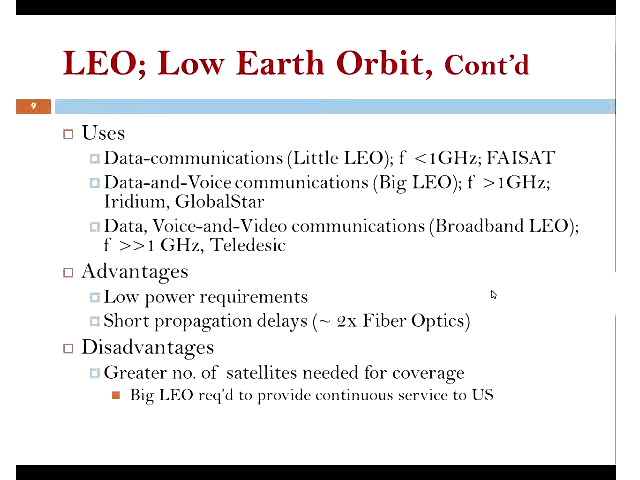 LEO; Low Earth Orbit, Cont'd
9
Uses
Data-communications (Little LEO); f <1GHz; FAISAT
Data-and-Voice communications (Big LEO); f >1GHz;
Iridium, GlobalStar
Data, Voice-and-Video communications (Broadband LEO);
f >>1 GHz, Teledesic
Advantages
Low power requirements
Short propagation delays (~ 2x Fiber Optics)
Disadvantages
Greater no. of satellites needed for coverage
Big LEO req'd to provide continuous service to US